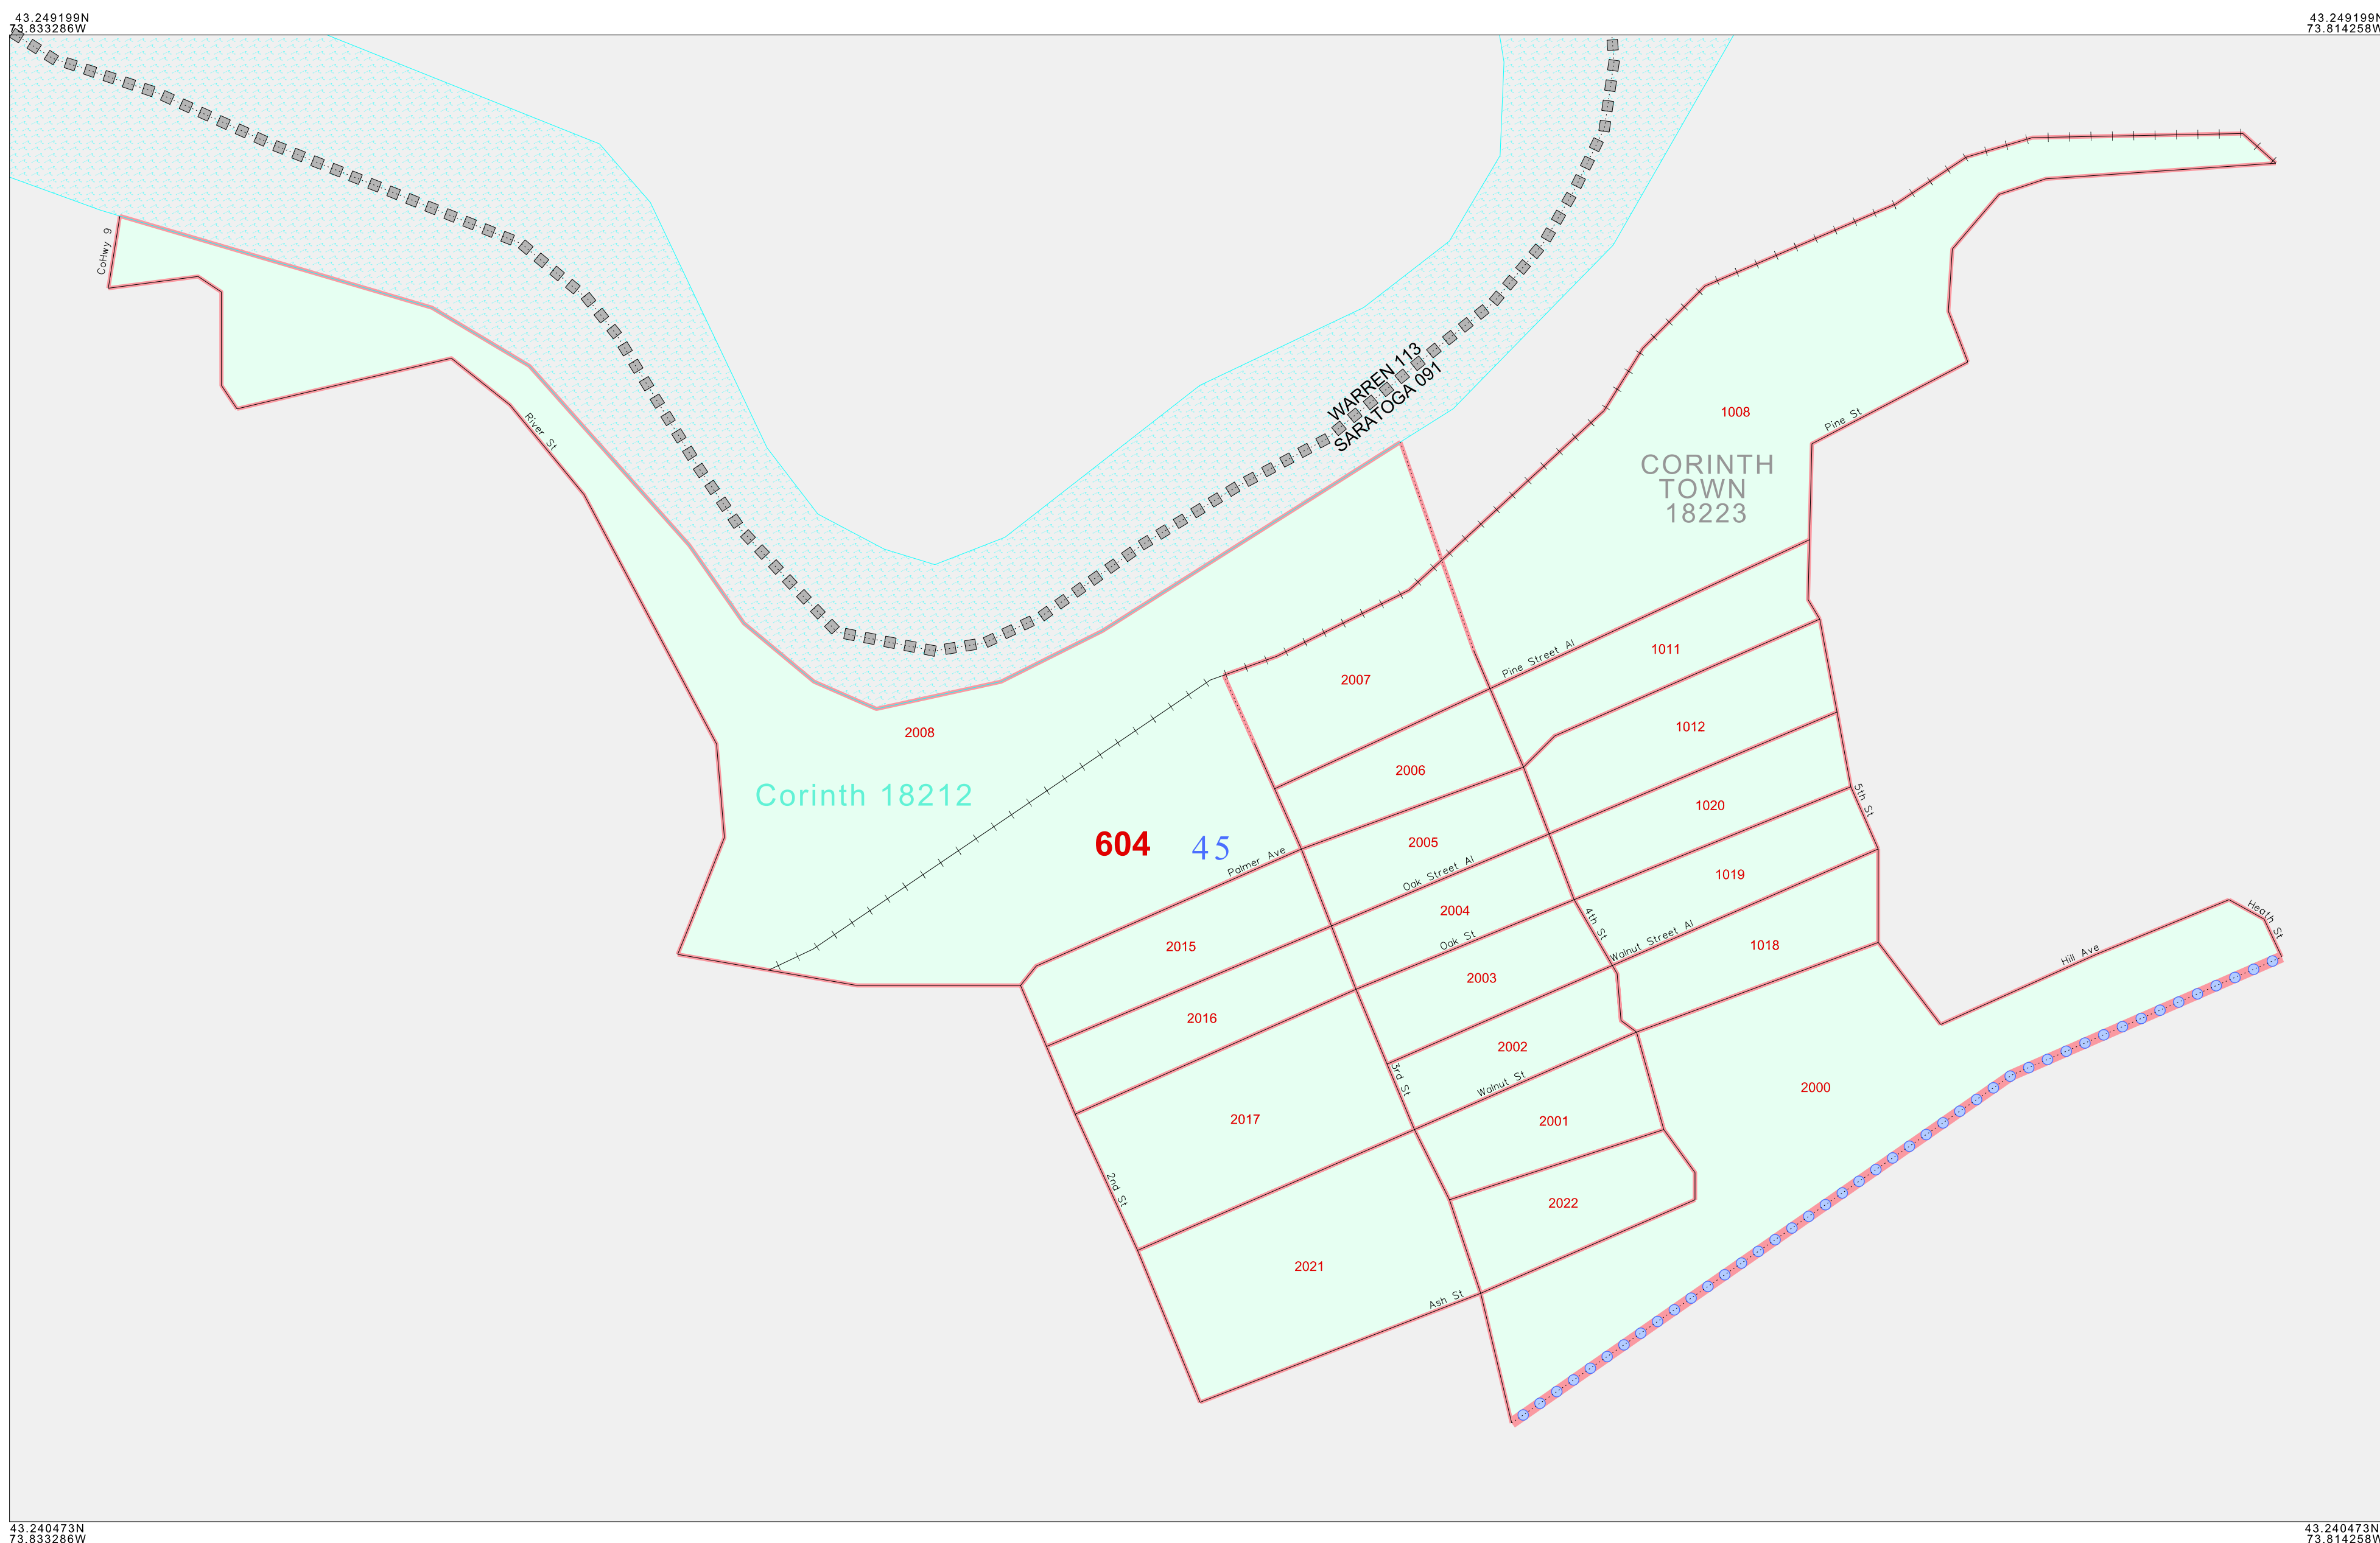 43.249199N
73.833286W
43.249199N
73.814258W
CoHwy 9
River St
WARREN 113
SARATOGA 091
1008
Pine St
CORINTH
TOWN
18223
Pine Street Al
1011
2007
1012
2008
2006
Corinth 18212
5th St
1020
2005
604
45
Palmer Ave
Oak Street Al
1019
2004
4th St
Heath St
Oak St
Walnut Street Al
1018
2015
Hill Ave
2003
2016
2002
3rd St
Walnut St
2000
2017
2001
2nd St
2022
2021
Ash St
43.240473N
73.833286W
43.240473N
73.814258W